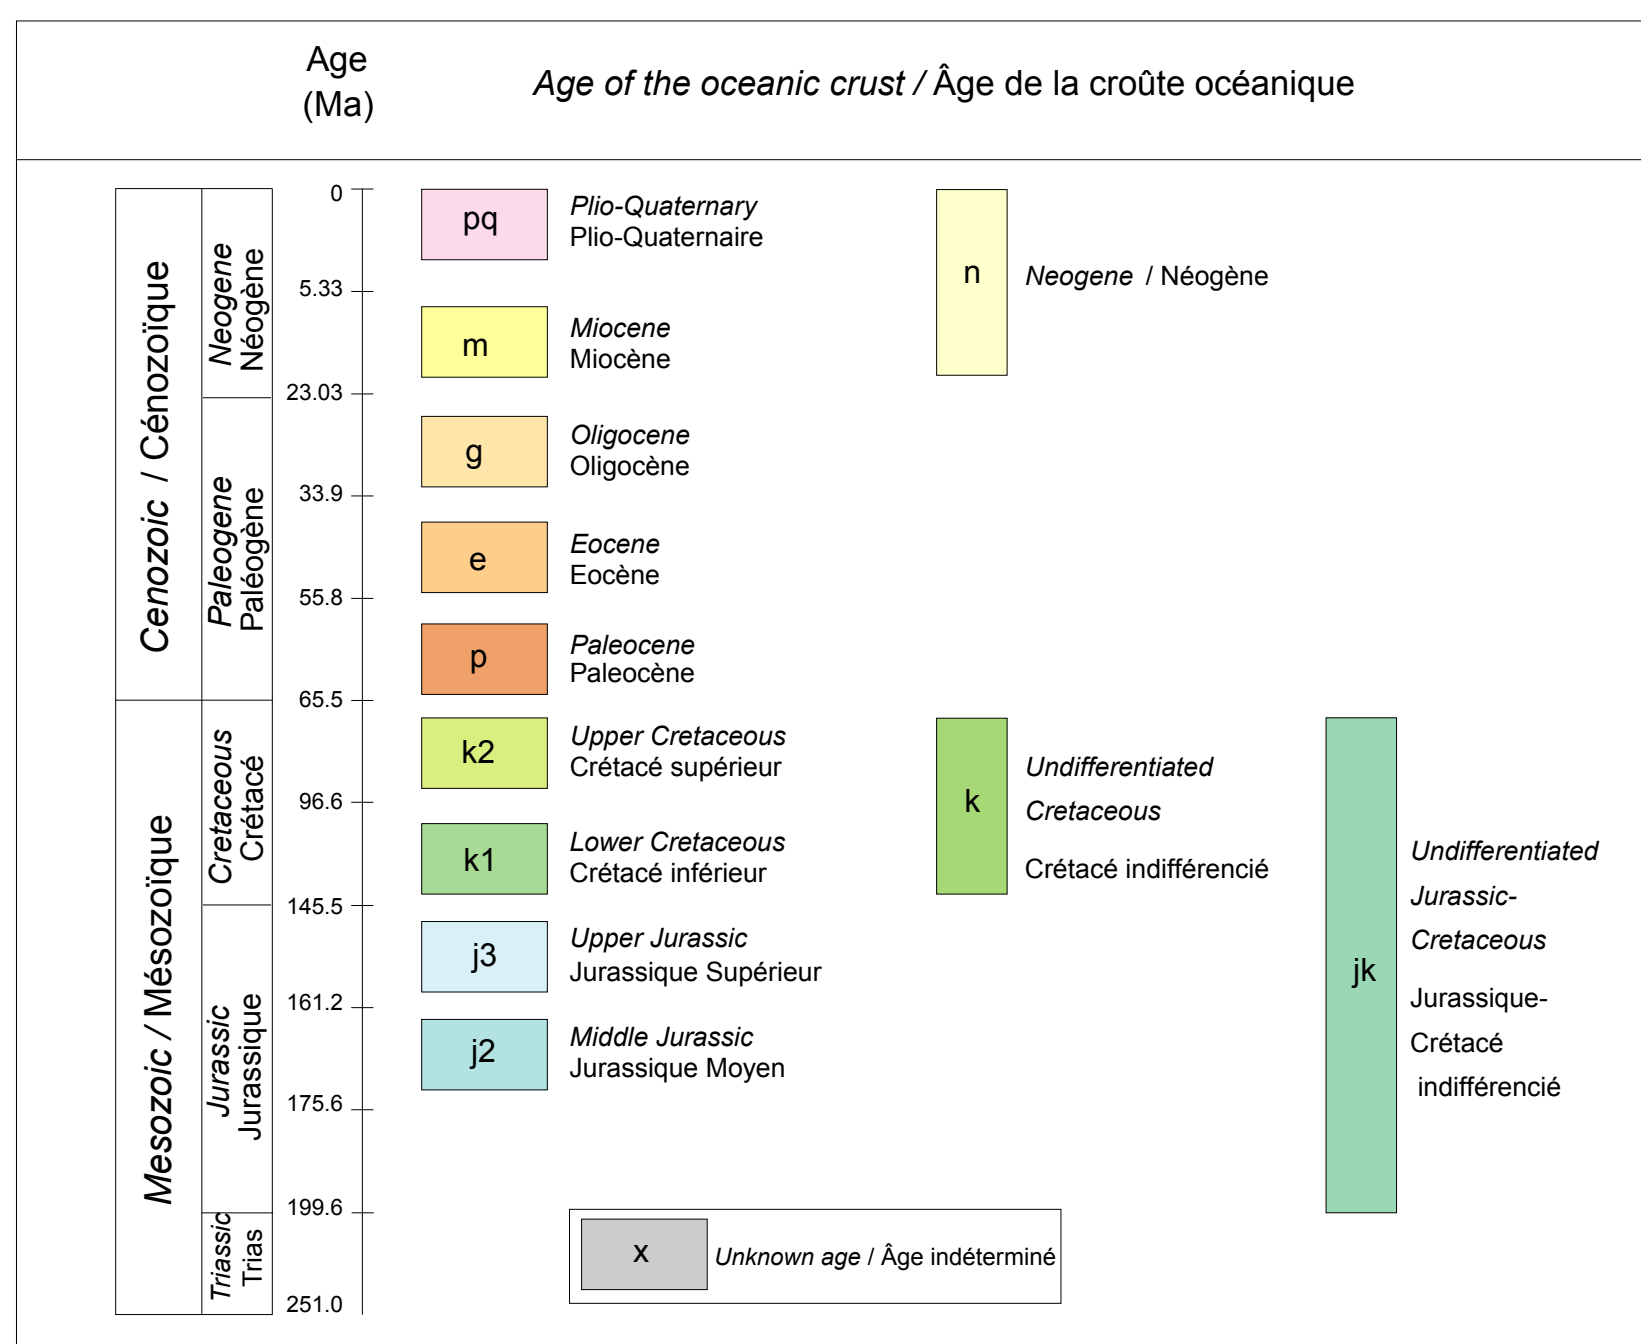 Age
(Ma)
Age of the oceanic crust / Âge de la croûte océanique
Cenozoic / Cénozoïque
Mesozoic / Mésozoïque
Neogene
Néogène
Paleogene
Paléogène
Cretaceous
Crétacé
Jurassic
Jurassique
Triassic
Trias
0
5.33
23.03
33.9
55.8
65.5
96.6
145.5
161.2
175.6
199.6
251.0
pq
Plio-Quaternary
Plio-Quaternaire
m
Miocene
Miocène
g
Oligocene
Oligocène
e
Eocene
Eocène
p
Paleocene
Paleocène
k2
Upper Cretaceous
Crétacé supérieur
k1
Lower Cretaceous
Crétacé inférieur
j3
Upper Jurassic
Jurassique Supérieur
j2
Middle Jurassic
Jurassique Moyen
n
Neogene / Néogène
k
Undifferentiated
Cretaceous
Crétacé indifférencié
jk
Undifferentiated
Jurassic-
Cretaceous
Jurassique-
Crétacé
indifférencié
x
Unknown age / Âge indéterminé